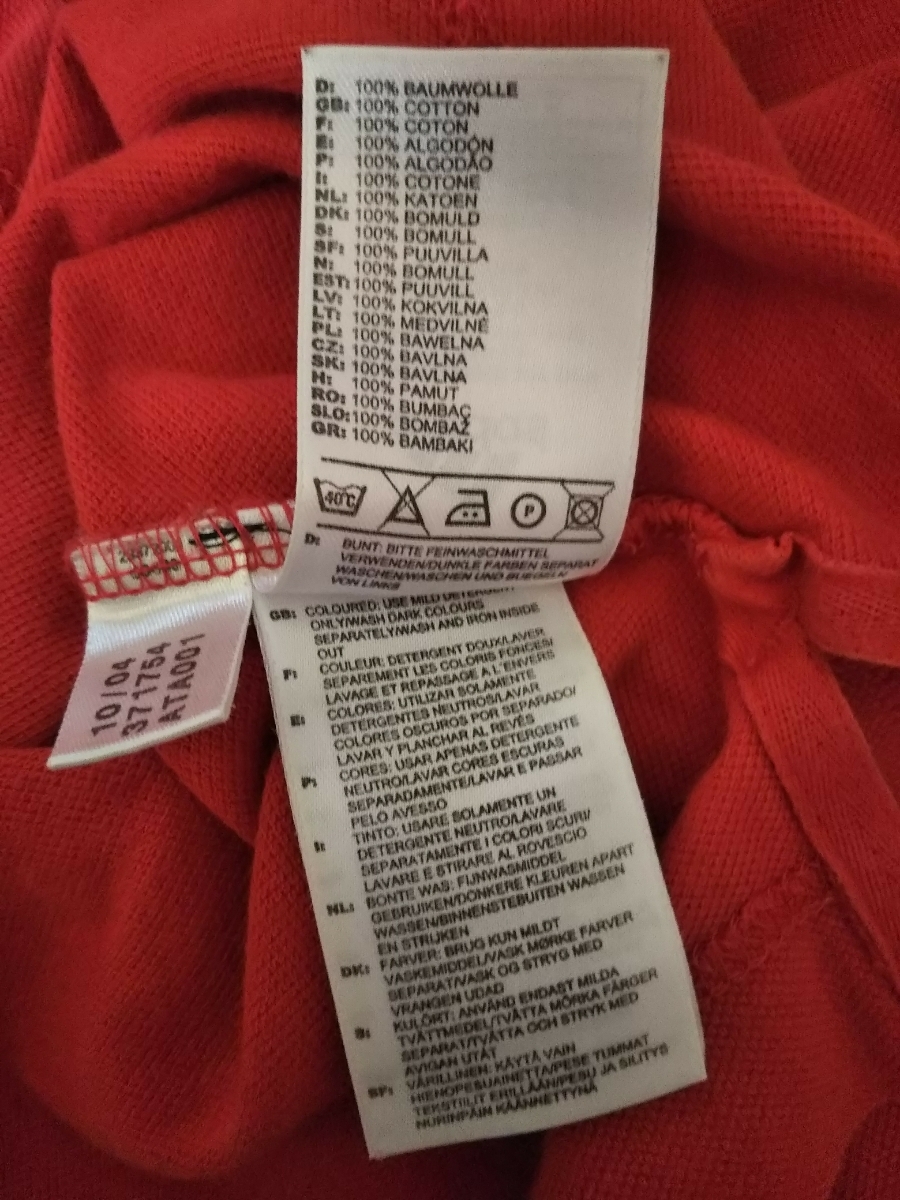 D: 100% BAUMWOLLE
GB: 100% COTTON
F: 100% COTON
E: 100% ALGODÓN
P: 100% ALGODÃO
I: 100% COTONE
NL: 100% KATOEN
DK: 100% BOMULD
S: 100% BOMULL
SF: 100% PUUVILLA
N: 100% BOMULL
EST: 100% PUUVILL
LV: 100% KOKVILNA
LT: 100% MEDVILNĖ
PL: 100% BAWELNA
CZ: 100% BAVLNA
SK: 100% BAVLNA
H: 100% PAMUT
RO: 100% BUMBAC
SLO: 100% BOMBAŽ
GR: 100% BAMBAKI
40°C
P
D: BUNT: BITTE FEINWASCHMITTEL
VERWENDEN/DUNKLE FARBEN SEPARAT
WASCHEN/WASCHEN UND BUEGELN
VON LINKS
GB: COLOURED: USE MILD DETERGENT
ONLY/WASH DARK COLOURS
SEPARATELY/WASH AND IRON INSIDE
OUT
F: COULEUR: DETERGENT DOUX/LAVER
SEPAREMENT LES COLORIS FONCES/
LAVAGE ET REPASSAGE A L'ENVERS
E: COLORES: UTILIZAR SOLAMENTE
DETERGENTES NEUTROS/LAVAR
COLORES OSCUROS POR SEPARADO/
LAVAR Y PLANCHAR AL REVÉS
P: CORES: USAR APENAS DETERGENTE
NEUTRO/LAVAR CORES ESCURAS
SEPARADAMENTE/LAVAR E PASSAR
PELO AVESSO
I: TINTO: USARE SOLAMENTE UN
DETERGENTE NEUTRO/LAVARE
SEPARATAMENTE I COLORI SCURI/
LAVARE E STIRARE AL ROVESCIO
NL: BONTE WAS: FIJNWASMIDDEL
GEBRUIKEN/DONKERE KLEUREN APART
WASSEN/BINNENSTEBUITEN WASSEN
EN STRIJKEN
DK: FARVER: BRUG KUN MILDT
VASKEMIDDEL/VASK MØRKE FARVER
SEPARAT/VASK OG STRYG MED
VRANGEN UDAD
S: KULÖRT: ANVÄND ENDAST MILDA
TVÄTTMEDEL/TVÄTTA MÖRKA FÄRGER
SEPARAT/TVÄTTA OCH STRYK MED
AVIGAN UTÅT
SF: VÄRILLINEN: KÄYTÄ VAIN
HIENOPESUAINETTA/PESE TUMMAT
TEKSTIILIT ERILLÄÄN/PESU JA SILITYS
NURINPÄIN KÄÄNNETTYNÄ
10/04
371754
ATA001